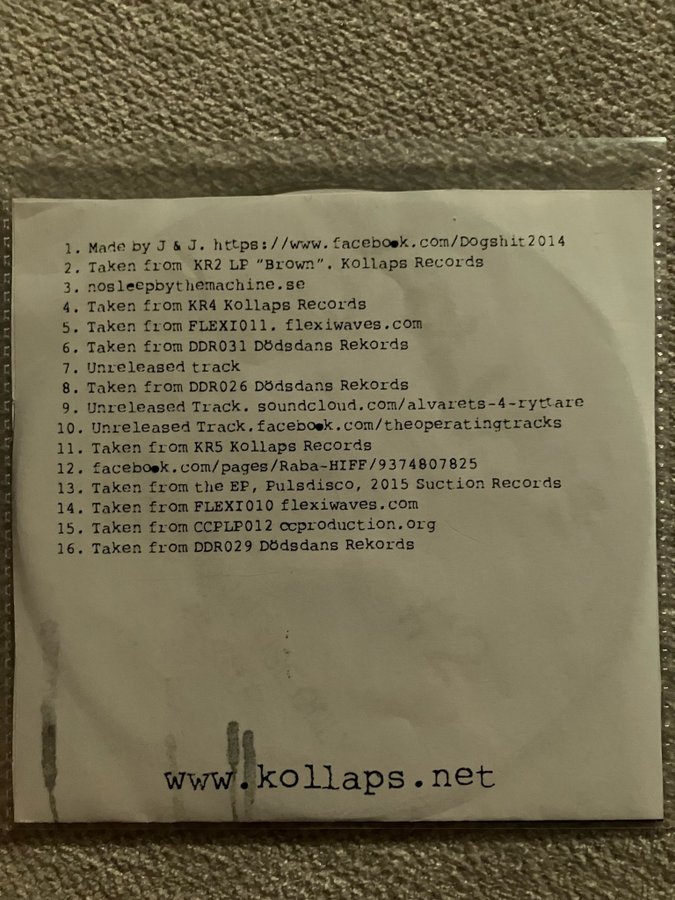 1. Made by J & J. https://www.facebook.com/Dogshit2014
2. Taken from KR2 LP "Brown". Kollaps Records
3. nosleepbythemachine.se
4. Taken from KR4 Kollaps Records
5. Taken from FLEXI011. flexiwaves.com
6. Taken from DDR031 Dödsdans Rekords
7. Unreleased track
8. Taken from DDR026 Dödsdans Rekords
9. Unreleased Track. soundcloud.com/alvarets-4-ryttare
10. Unreleased Track.facebook.com/theoperatingtracks
11. Taken from KR5 Kollaps Records
12. facebook.com/pages/Raba-HIFF/9374807825
13. Taken from the EP, Pulsdisco, 2015 Suction Records
14. Taken from FLEXI010 flexiwaves.com
15. Taken from CCPLP012 ccproduction.org
16. Taken from DDR029 Dödsdans Rekords
www.kollaps.net